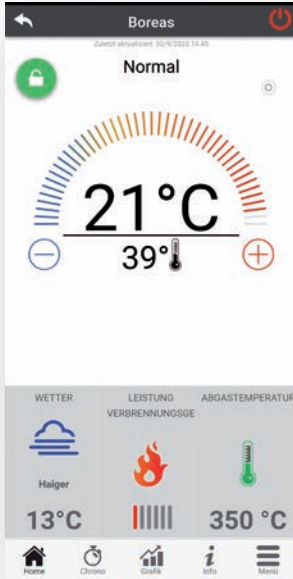 Boreas
Zuletzt aktualisiert: 30/9/2020 14:45
Normal
21°C
39°
WETTER
LEISTUNG
VERBRENNUNGSGE
ABGASTEMPERATUR
Haiger
13°C
350 °C
Home
Chrono
Grafik
Info
Menü